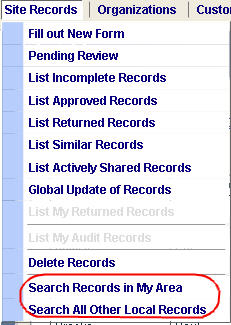 Site Records Organizations Custo
Fill out New Form
Pending Review
List Incomplete Records
List Approved Records
List Returned Records
List Similar Records
List Actively Shared Records
Global Update of Records
List My Returned Records
List My Audit Records
Delete Records
Search Records in My Area
Search All Other Local Records